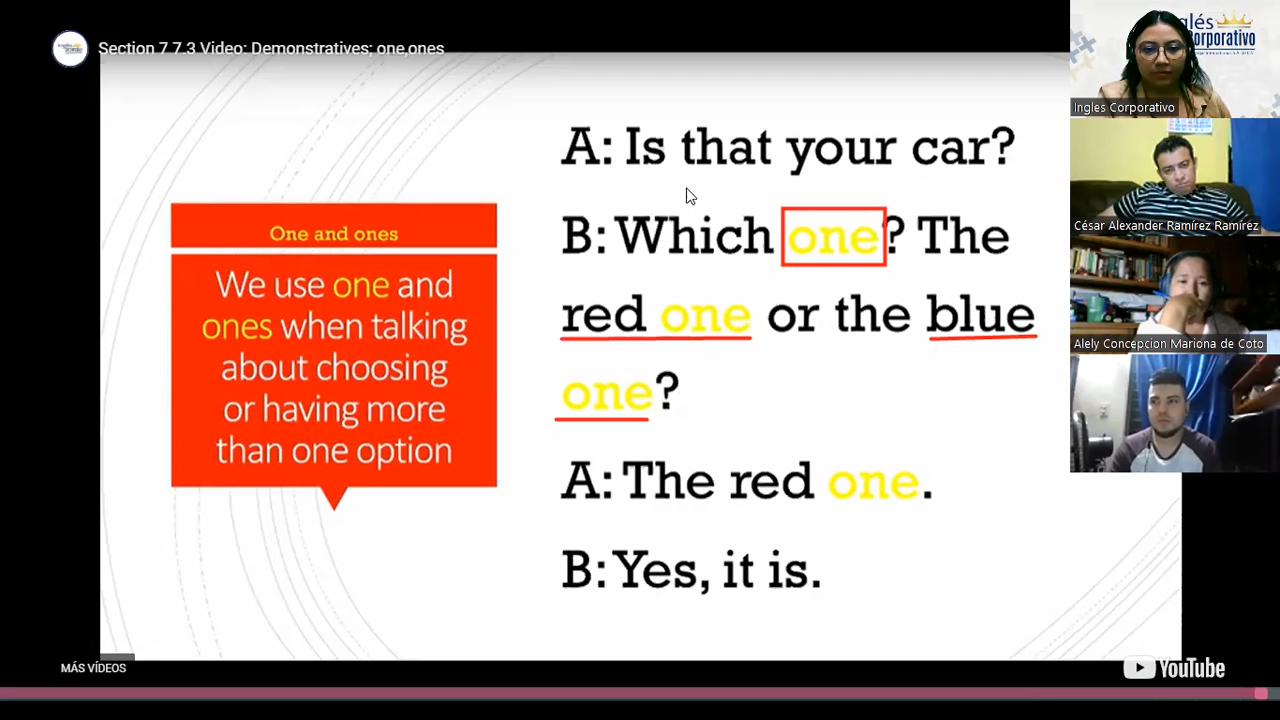 Section 7 7.3 Video: Demonstratives; one,ones
One and ones
We use one and
ones when talking
about choosing
or having more
than one option
A: Is that your car?
B: Which one? The
red one or the blue
one?
A: The red one.
B: Yes, it is.
Inglés
Corporativo
Ingles Corporativo
César Alexander Ramírez Ramírez
Alely Concepcion Mariona de Coto
MÁS VÍDEOS
YouTube